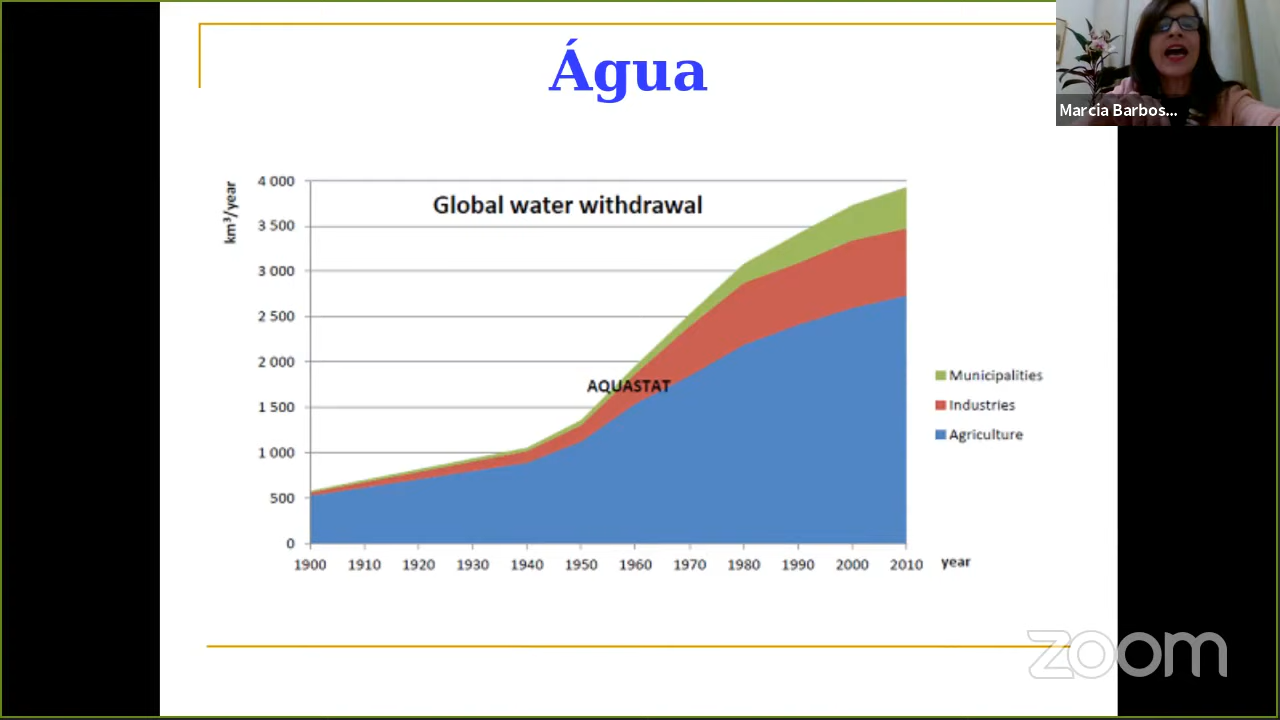 Água
Marcia Barbos...
Global water withdrawal
km³/year
4 000
3 500
3 000
2 500
2 000
1 500
1 000
500
0
AQUASTAT
Municipalities
Industries
Agriculture
1900 1910 1920 1930 1940 1950 1960 1970 1980 1990 2000 2010 year
zoom